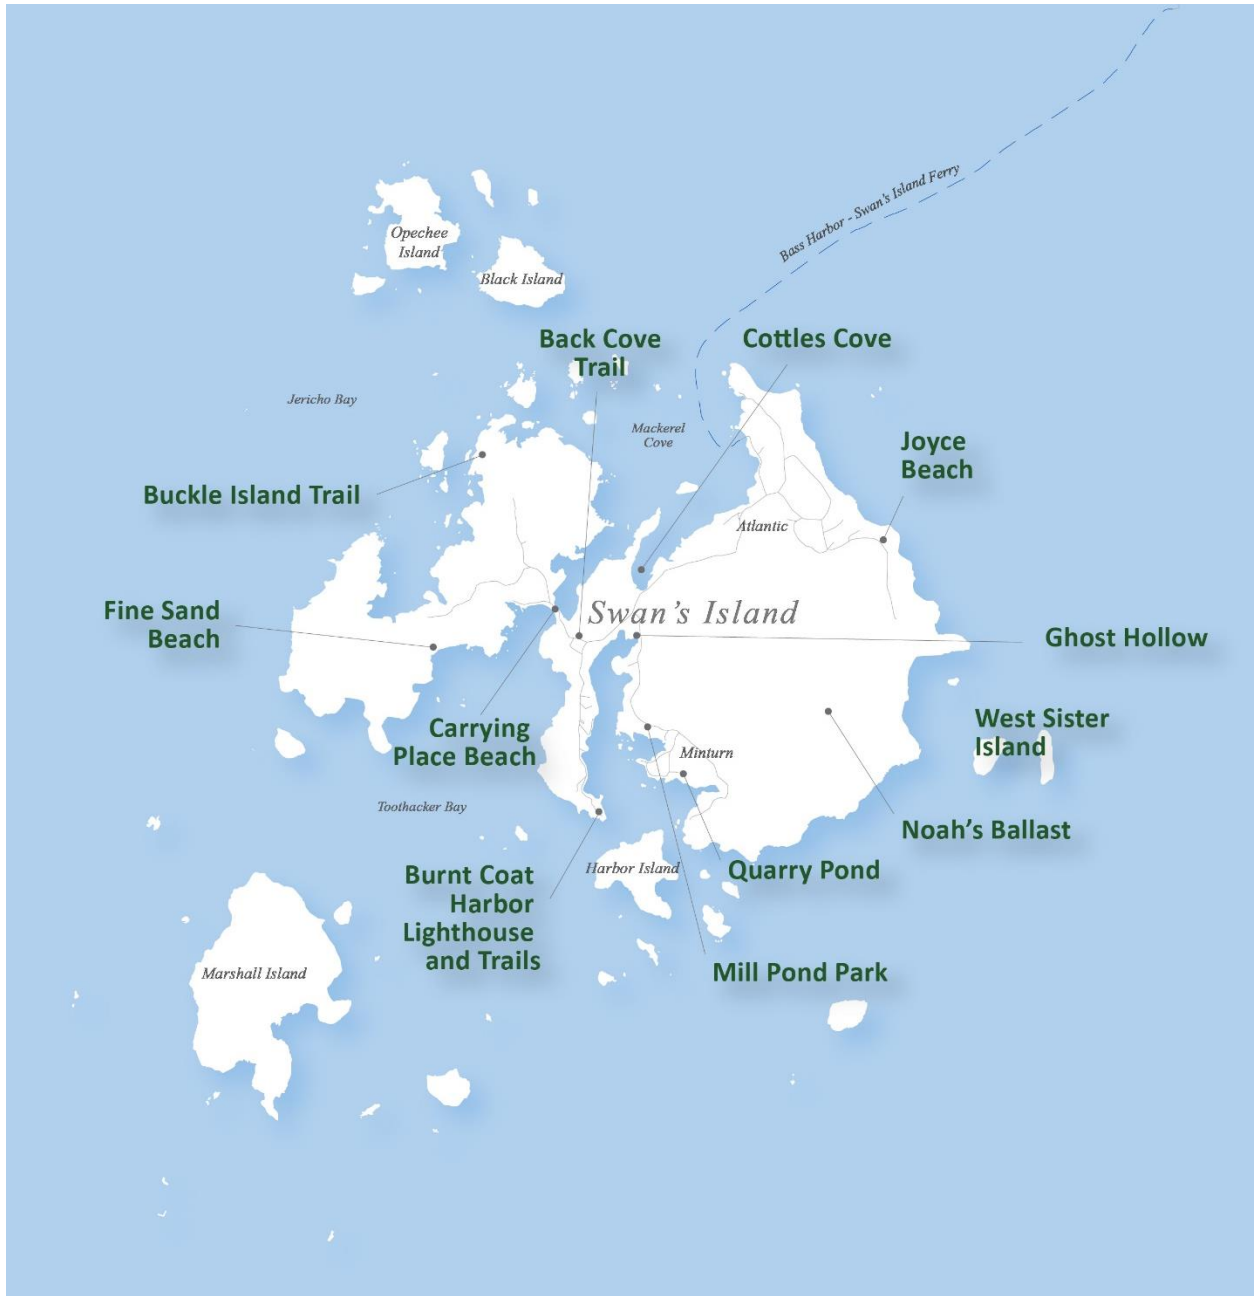 Bass Harbor - Swan's Island Ferry
Opechee
Island
Black Island
Back Cove
Trail
Cottles Cove
Jericho Bay
Mackerel
Cove
Joyce
Beach
Buckle Island Trail
Atlantic
Fine Sand
Beach
Swan's Island
Ghost Hollow
Carrying
Place Beach
West Sister
Island
Minturn
Toothacker Bay
Noah's Ballast
Harbor Island
Quarry Pond
Burnt Coat
Harbor
Lighthouse
and Trails
Marshall Island
Mill Pond Park